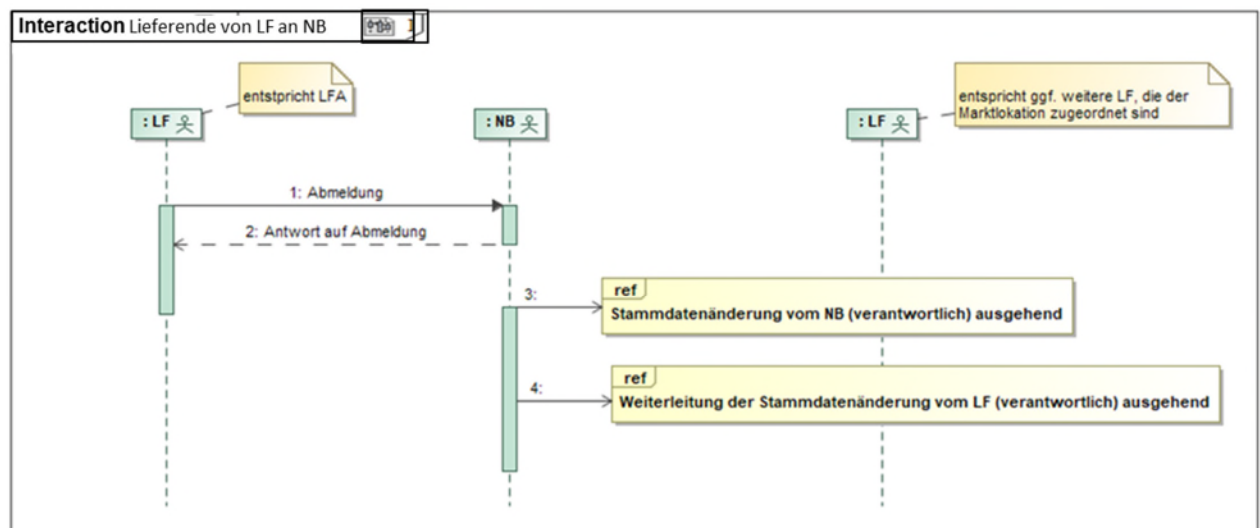 Interaction Lieferende von LF an NB
entstpricht LFA
entspricht ggf. weitere LF, die der
Marktlokation zugeordnet sind
: LF
: NB
: LF
1: Abmeldung
2: Antwort auf Abmeldung
3:
ref
Stammdatenänderung vom NB (verantwortlich) ausgehend
4:
ref
Weiterleitung der Stammdatenänderung vom LF (verantwortlich) ausgehend